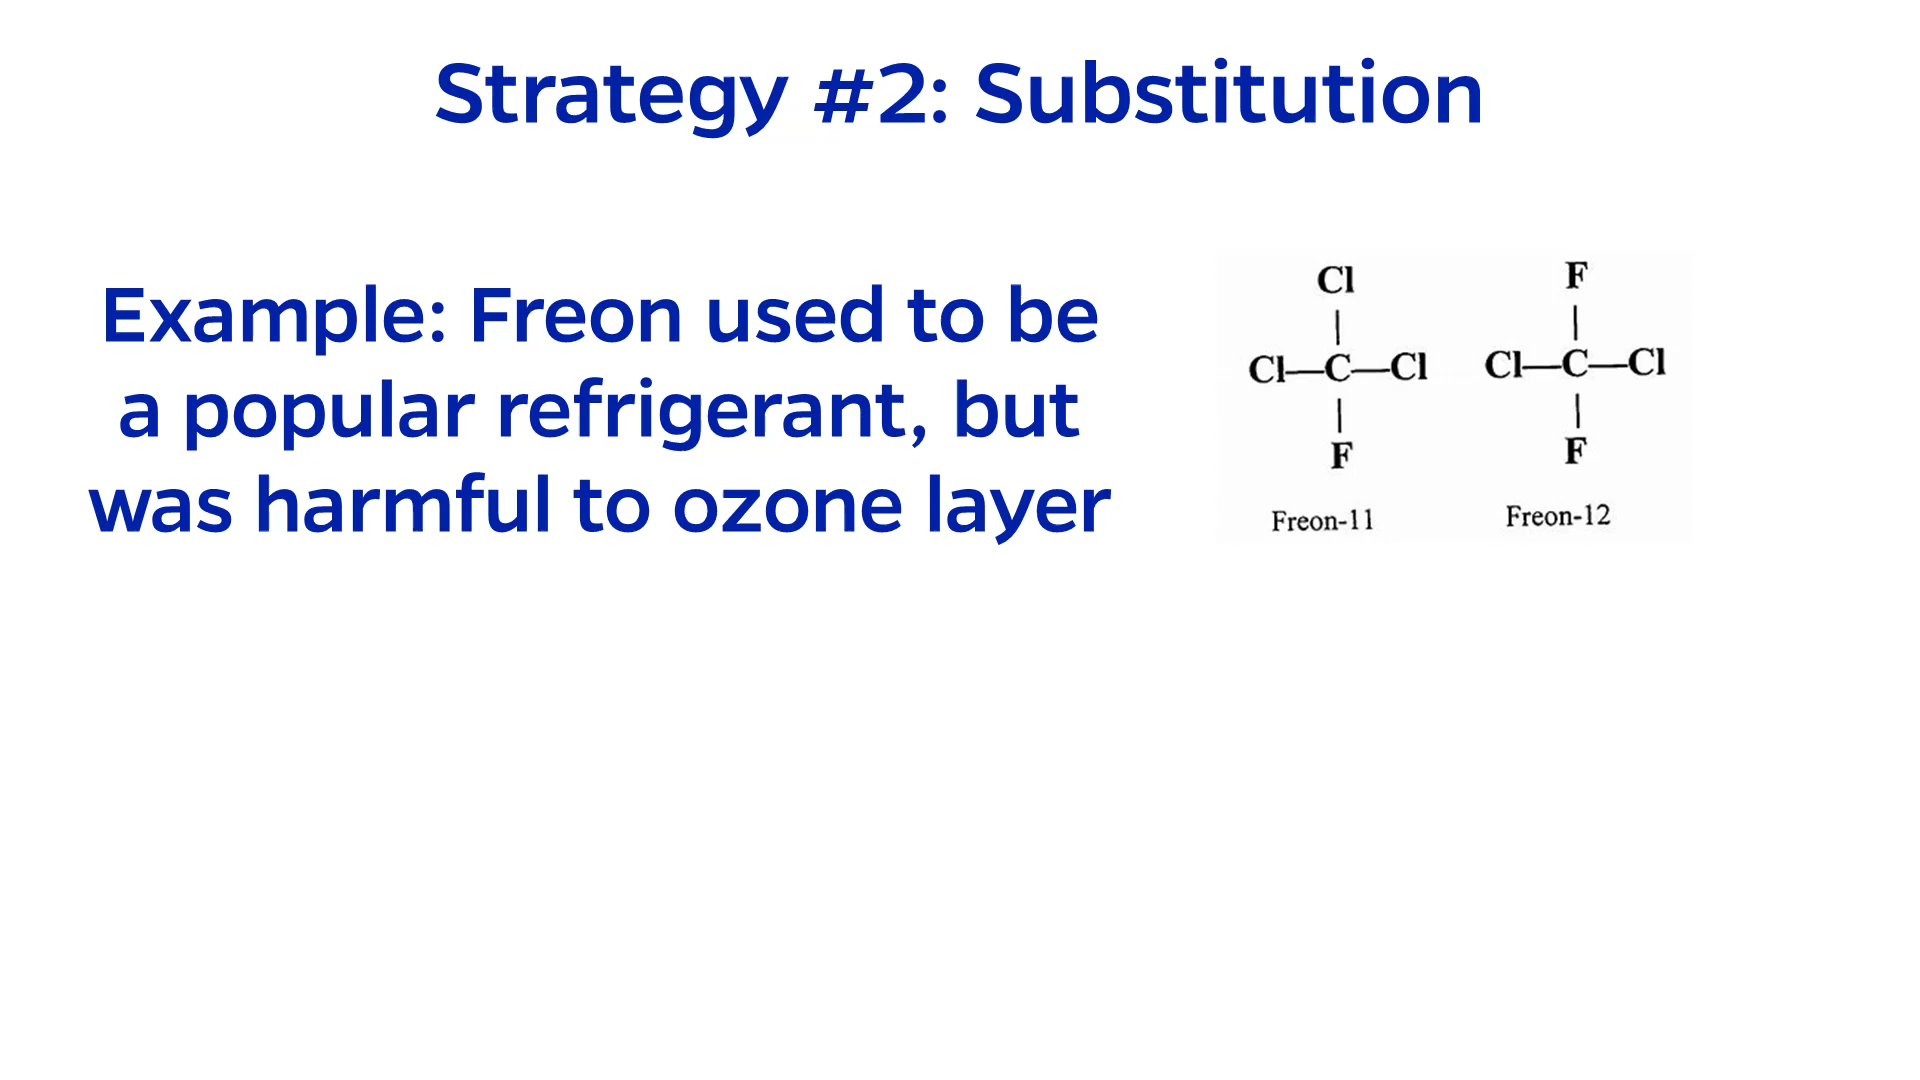 Strategy #2: Substitution
Example: Freon used to be
a popular refrigerant, but
was harmful to ozone layer
Cl
Cl—C—Cl
F
Freon-11
F
Cl—C—Cl
F
Freon-12